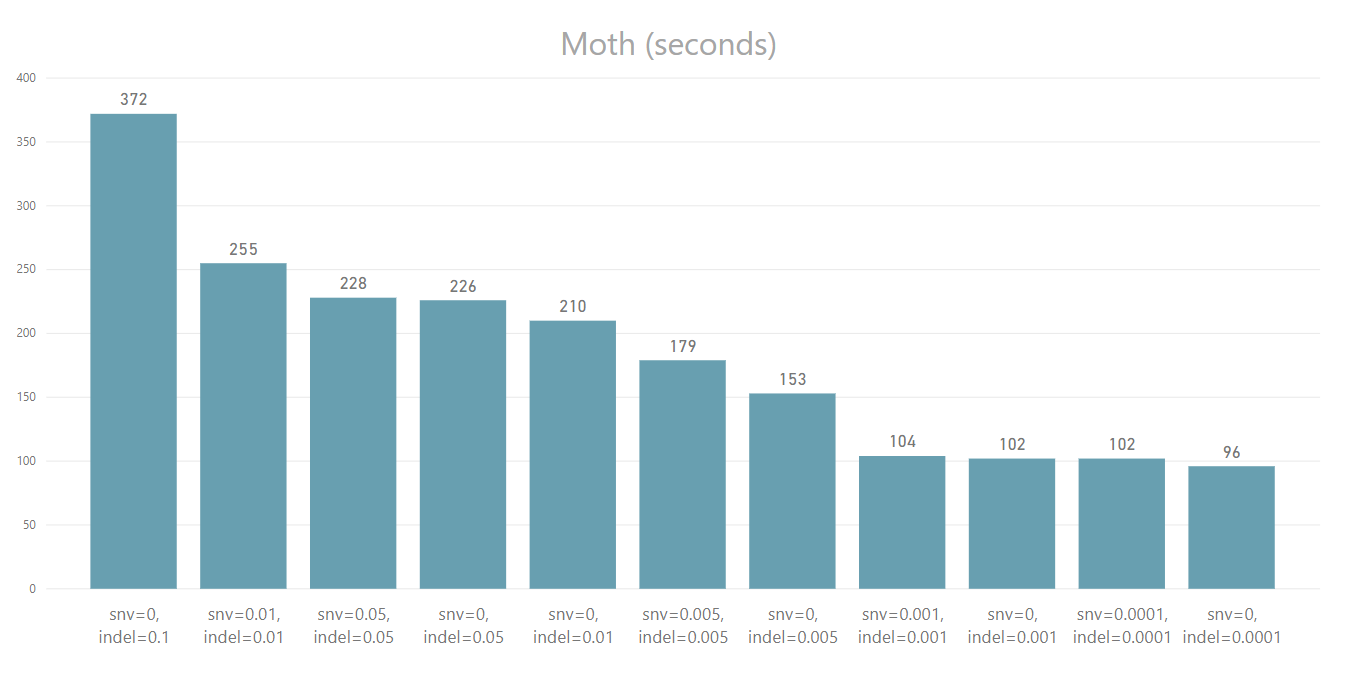 Moth (seconds)
400
350
300
250
200
150
100
50
0
372
255
228
226
210
179
153
104
102
102
96
snv=0,
indel=0.1
snv=0.01,
indel=0.01
snv=0.05,
indel=0.05
snv=0,
indel=0.05
snv=0,
indel=0.01
snv=0.005,
indel=0.005
snv=0,
indel=0.005
snv=0.001,
indel=0.001
snv=0,
indel=0.001
snv=0.0001,
indel=0.0001
snv=0,
indel=0.0001